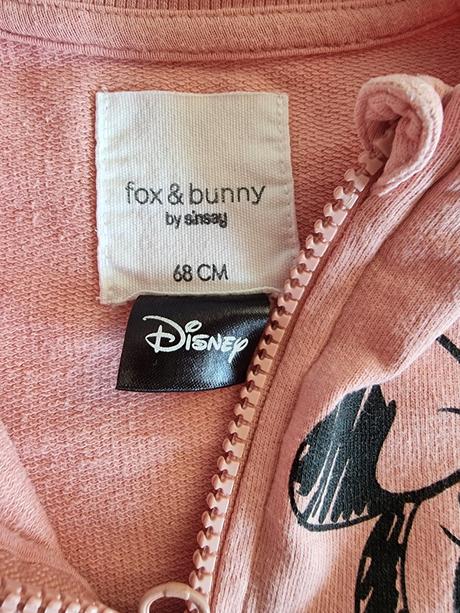 fox & bunny
by sinsay
68 CM
Disney